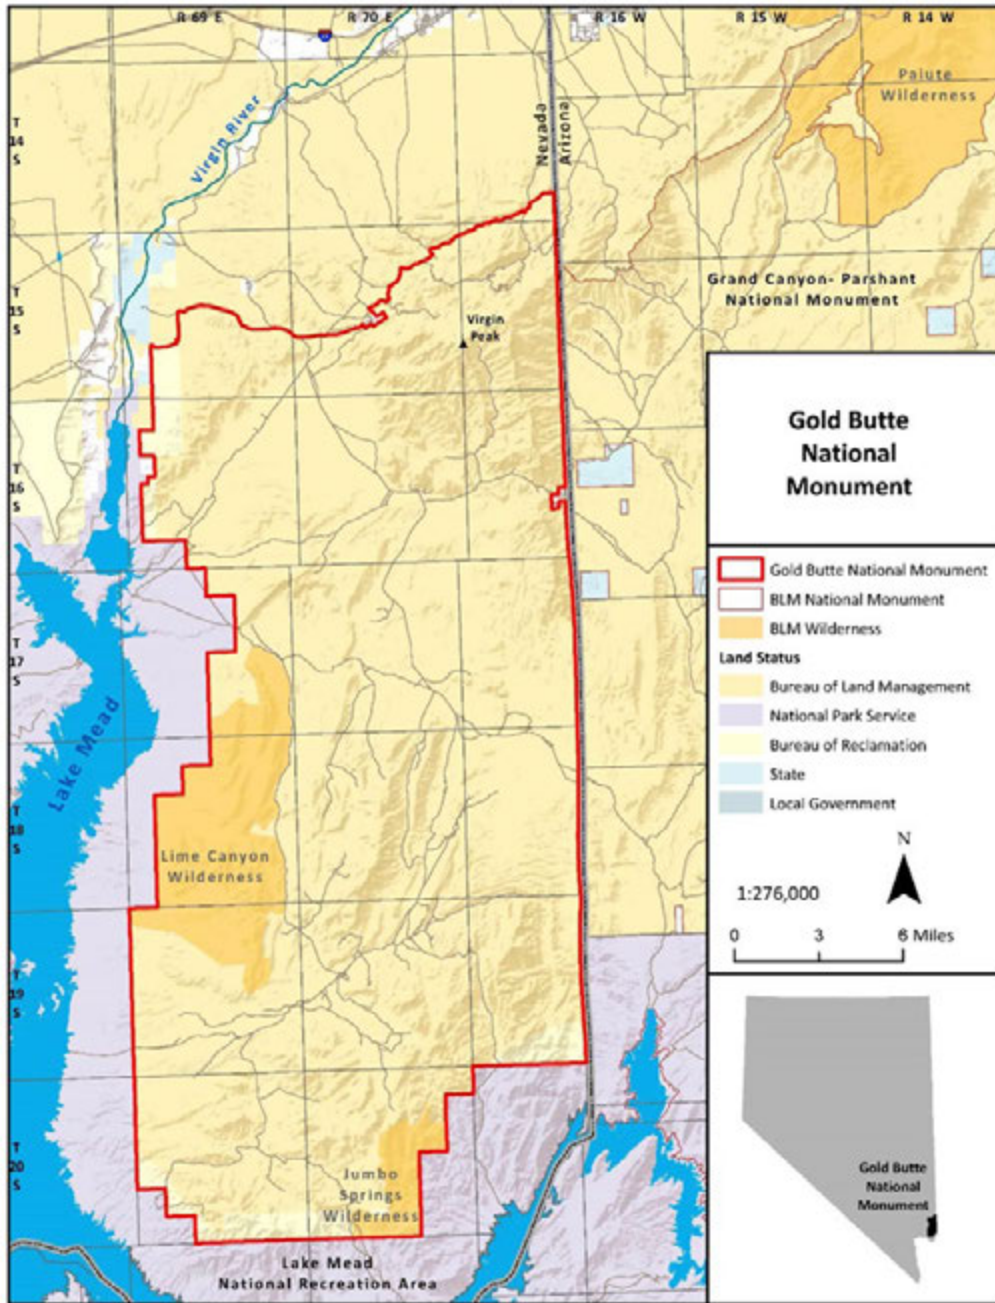 R 69 E
R 70 E
R 16 W
R 15 W
R 14 W
Paiute
Wilderness
Virgin River
Nevada
Arizona
T
14
S
Grand Canyon- Parshant
National Monument
T
15
S
Virgin
Peak
Gold Butte
National
Monument
T
16
S
Gold Butte National Monument
BLM National Monument
BLM Wilderness
Land Status
Bureau of Land Management
National Park Service
Bureau of Reclamation
State
Local Government
T
17
S
Lake Mead
T
18
S
Lime Canyon
Wilderness
N
1:276,000
0 3 6 Miles
T
19
S
T
20
S
Jumbo
Springs
Wilderness
Gold Butte
National
Monument
Lake Mead
National Recreation Area